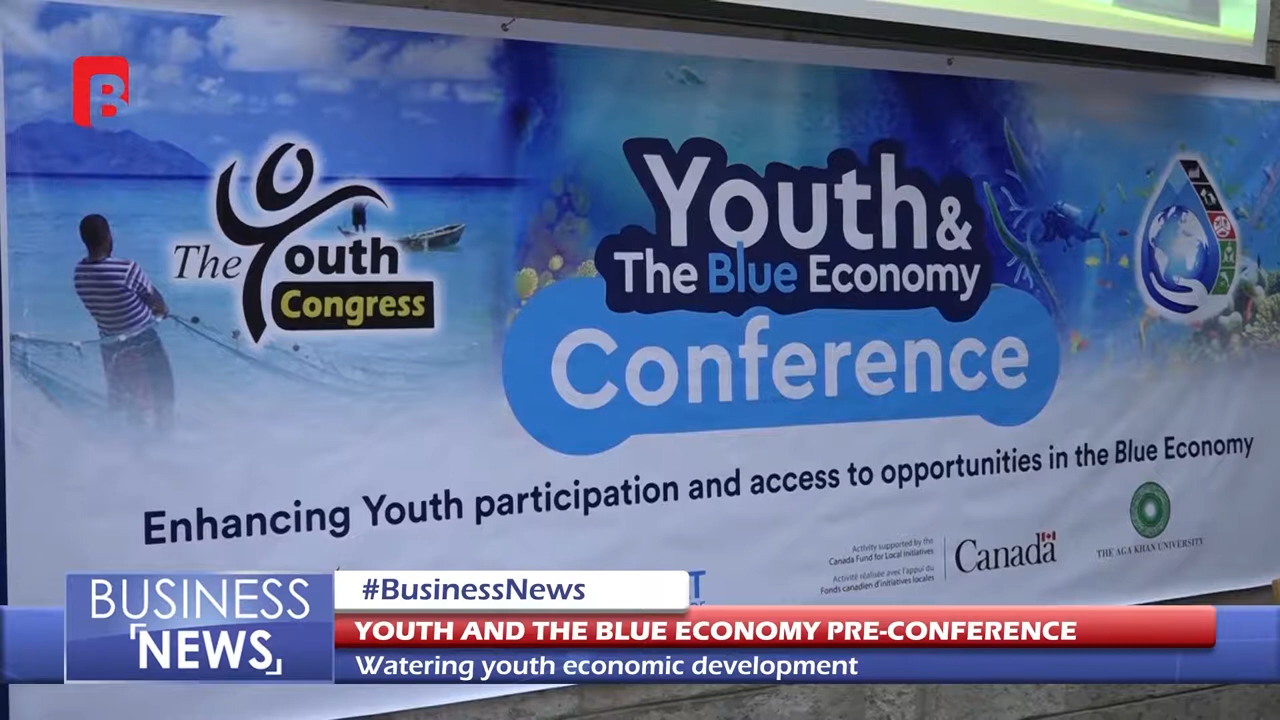 B
The Youth
Congress
Youth &
The Blue Economy
Conference
Enhancing Youth participation and access to opportunities in the Blue Economy
Activity supported by the
Canada Fund for Local Initiatives
Activité réalisée avec l'appui du
Fonds canadien d'initiatives locales
Canada
THE AGA KHAN UNIVERSITY
BUSINESS
NEWS
#BusinessNews
YOUTH AND THE BLUE ECONOMY PRE-CONFERENCE
Watering youth economic development